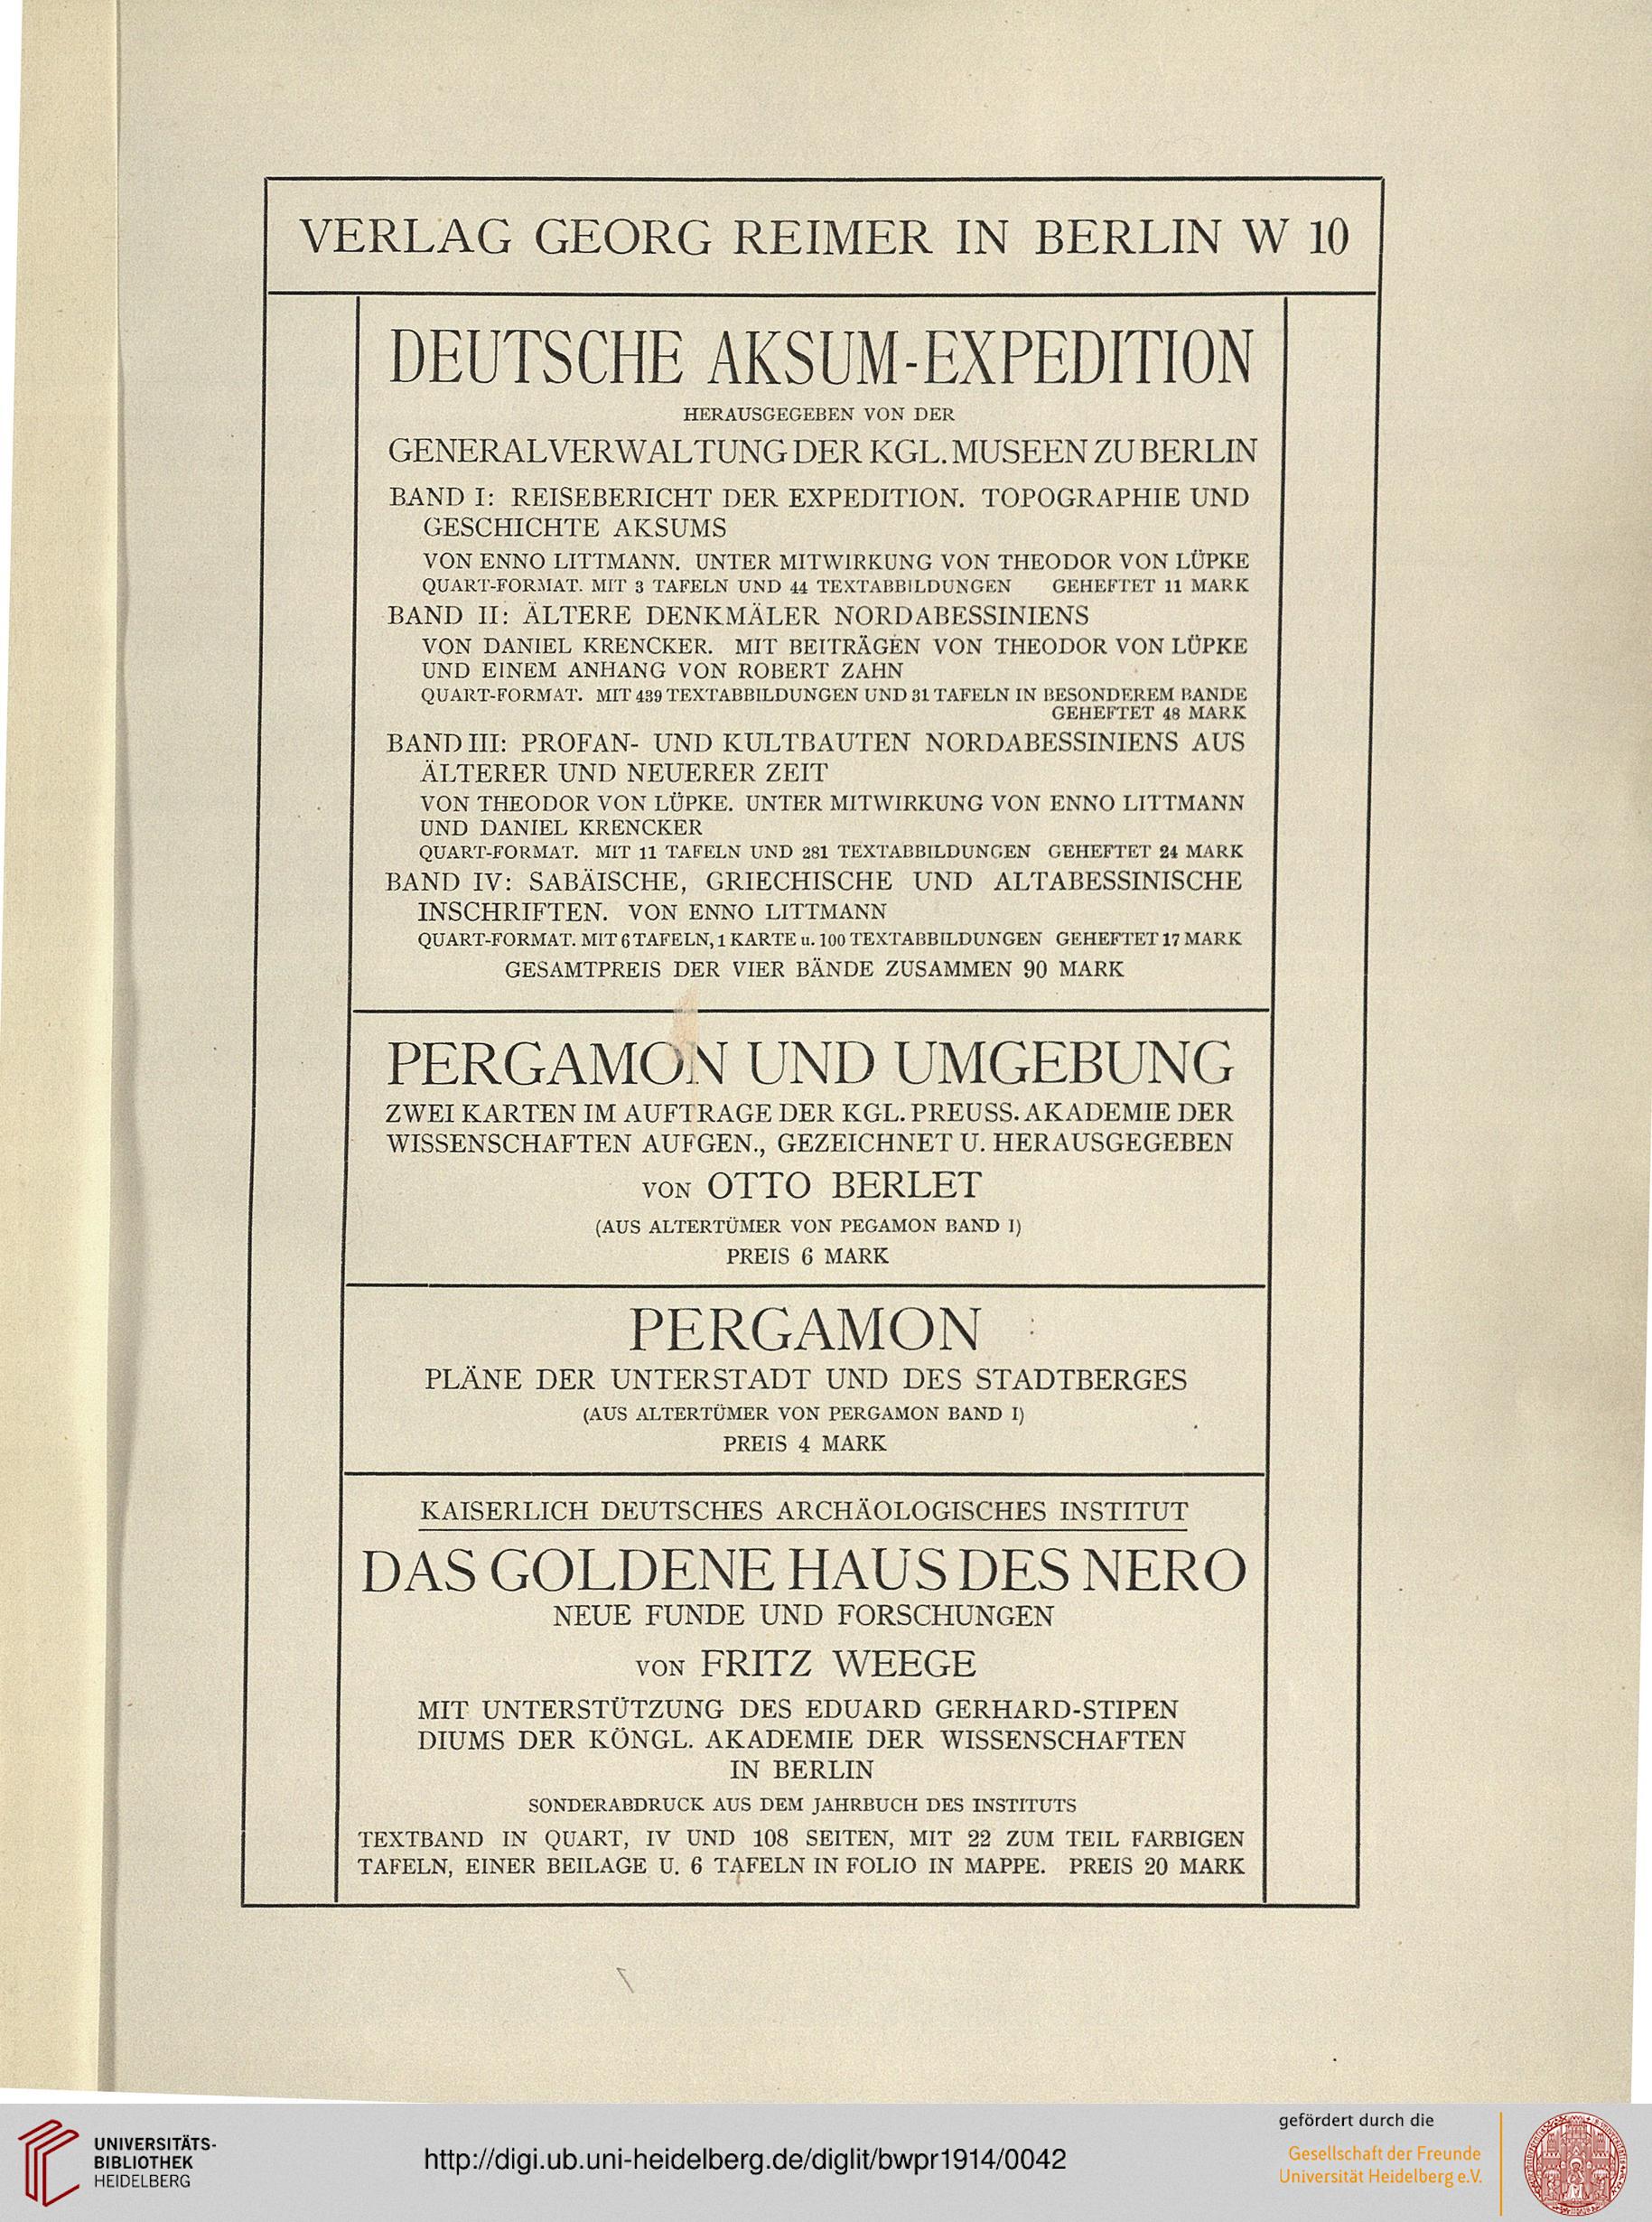 VERLAG GEORG REIMER IN BERLIN W 10
DEUTSCHE AKSUM-EXPEDITION
HERAUSGEGEBEN VON DER
GENERALVERWALTUNG DER KGL. MUSEEN ZU BERLIN
BAND I: REISEBERICHT DER EXPEDITION. TOPOGRAPHIE UND
GESCHICHTE AKSUMS
VON ENNO LITTMANN. UNTER MITWIRKUNG VON THEODOR VON LÜPKE
QUART-FORMAT. MIT 3 TAFELN UND 44 TEXTABBILDUNGEN GEHEFTET 11 MARK
BAND II: ÄLTERE DENKMÄLER NORDABESSINIENS
VON DANIEL KRENCKER. MIT BEITRÄGEN VON THEODOR VON LÜPKE
UND EINEM ANHANG VON ROBERT ZAHN
QUART-FORMAT. MIT 439 TEXTABBILDUNGEN UND 31 TAFELN IN BESONDEREM BANDE
GEHEFTET 48 MARK
BAND III: PROFAN- UND KULTBAUTEN NORDABESSINIENS AUS
ÄLTERER UND NEUERER ZEIT
VON THEODOR VON LÜPKE. UNTER MITWIRKUNG VON ENNO LITTMANN
UND DANIEL KRENCKER
QUART-FORMAT. MIT 11 TAFELN UND 281 TEXTABBILDUNGEN GEHEFTET 24 MARK
BAND IV: SABÄISCHE, GRIECHISCHE UND ALTABESSINISCHE
INSCHRIFTEN. VON ENNO LITTMANN
QUART-FORMAT. MIT 6 TAFELN, 1 KARTE u. 100 TEXTABBILDUNGEN GEHEFTET 17 MARK
GESAMTPREIS DER VIER BÄNDE ZUSAMMEN 90 MARK
PERGAMON UND UMGEBUNG
ZWEI KARTEN IM AUFTRAGE DER KGL. PREUSS. AKADEMIE DER
WISSENSCHAFTEN AUFGEN., GEZEICHNET U. HERAUSGEGEBEN
VON OTTO BERLET
(AUS ALTERTÜMER VON PEGAMON BAND I)
PREIS 6 MARK
PERGAMON
PLÄNE DER UNTERSTADT UND DES STADTBERGES
(AUS ALTERTÜMER VON PERGAMON BAND I)
PREIS 4 MARK
KAISERLICH DEUTSCHES ARCHÄOLOGISCHES INSTITUT
DAS GOLDENE HAUS DES NERO
NEUE FUNDE UND FORSCHUNGEN
VON FRITZ WEEGE
MIT UNTERSTÜTZUNG DES EDUARD GERHARD-STIPEN
DIUMS DER KÖNGL. AKADEMIE DER WISSENSCHAFTEN
IN BERLIN
SONDERABDRUCK AUS DEM JAHRBUCH DES INSTITUTS
TEXTBAND IN QUART, IV UND 108 SEITEN, MIT 22 ZUM TEIL FARBIGEN
TAFELN, EINER BEILAGE U. 6 TAFELN IN FOLIO IN MAPPE. PREIS 20 MARK
UNIVERSITÄTS-
BIBLIOTHEK
HEIDELBERG
http://digi.ub.uni-heidelberg.de/diglit/bwpr1914/0042
gefördert durch die
Gesellschaft der Freunde
Universität Heidelberg e.V.